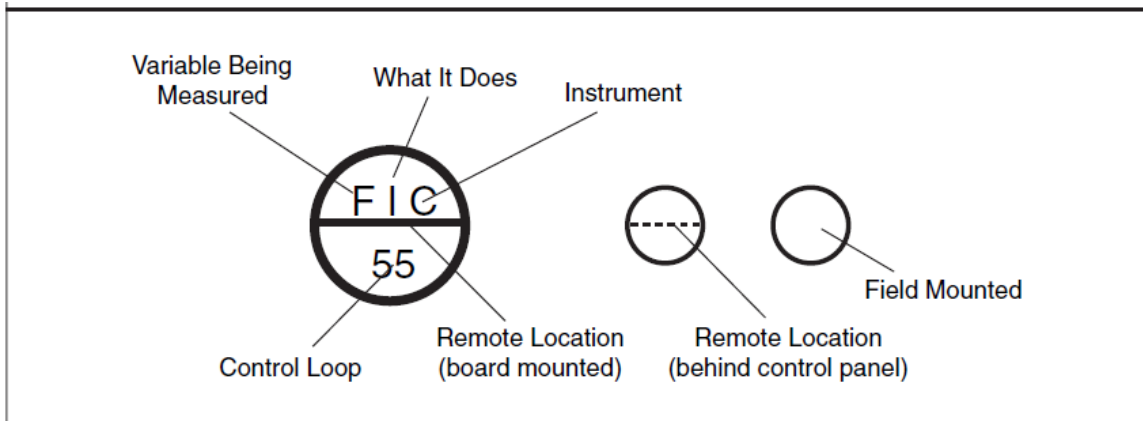 Variable Being
Measured
What It Does
Instrument
F I C
55
Control Loop
Remote Location
(board mounted)
Remote Location
(behind control panel)
Field Mounted